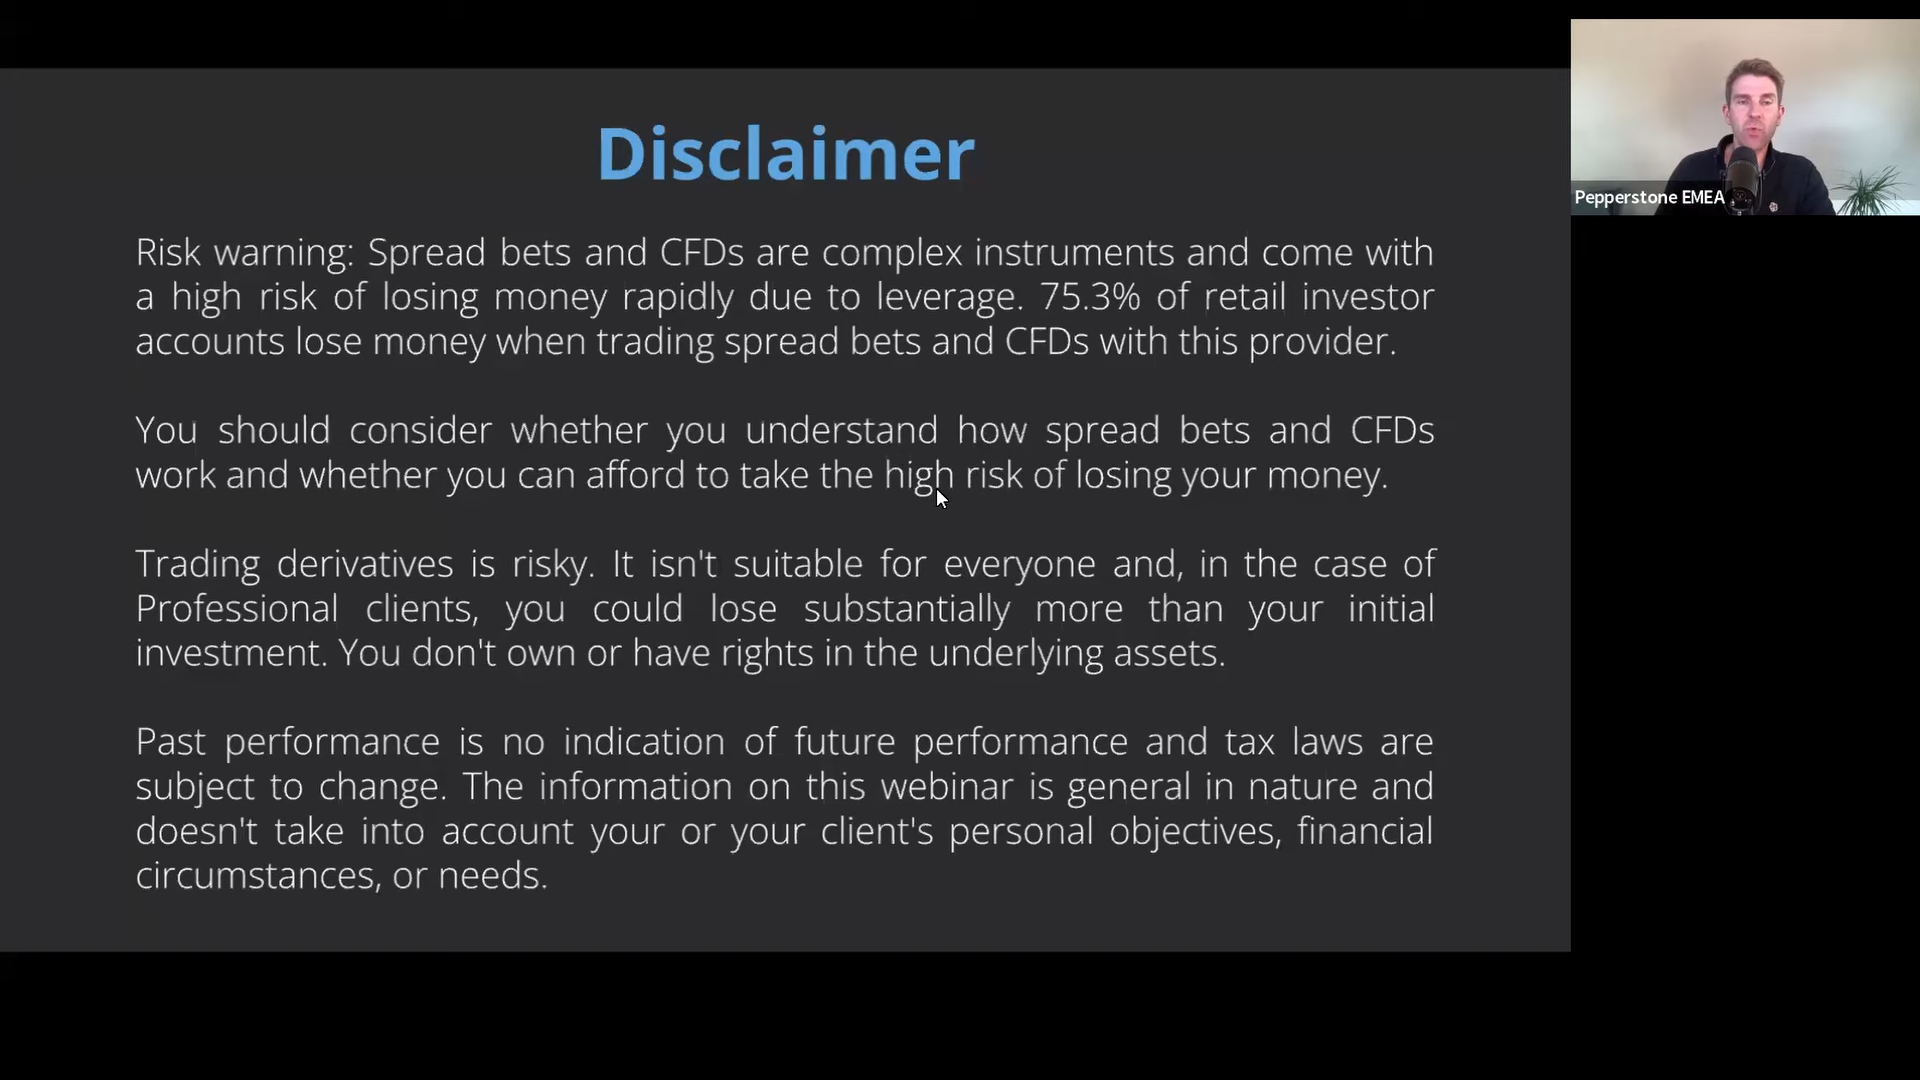 Disclaimer
Risk warning: Spread bets and CFDs are complex instruments and come with
a high risk of losing money rapidly due to leverage. 75.3% of retail investor
accounts lose money when trading spread bets and CFDs with this provider.
You should consider whether you understand how spread bets and CFDs
work and whether you can afford to take the high risk of losing your money.
Trading derivatives is risky. It isn't suitable for everyone and, in the case of
Professional clients, you could lose substantially more than your initial
investment. You don't own or have rights in the underlying assets.
Past performance is no indication of future performance and tax laws are
subject to change. The information on this webinar is general in nature and
doesn't take into account your or your client's personal objectives, financial
circumstances, or needs.
Pepperstone EMEA